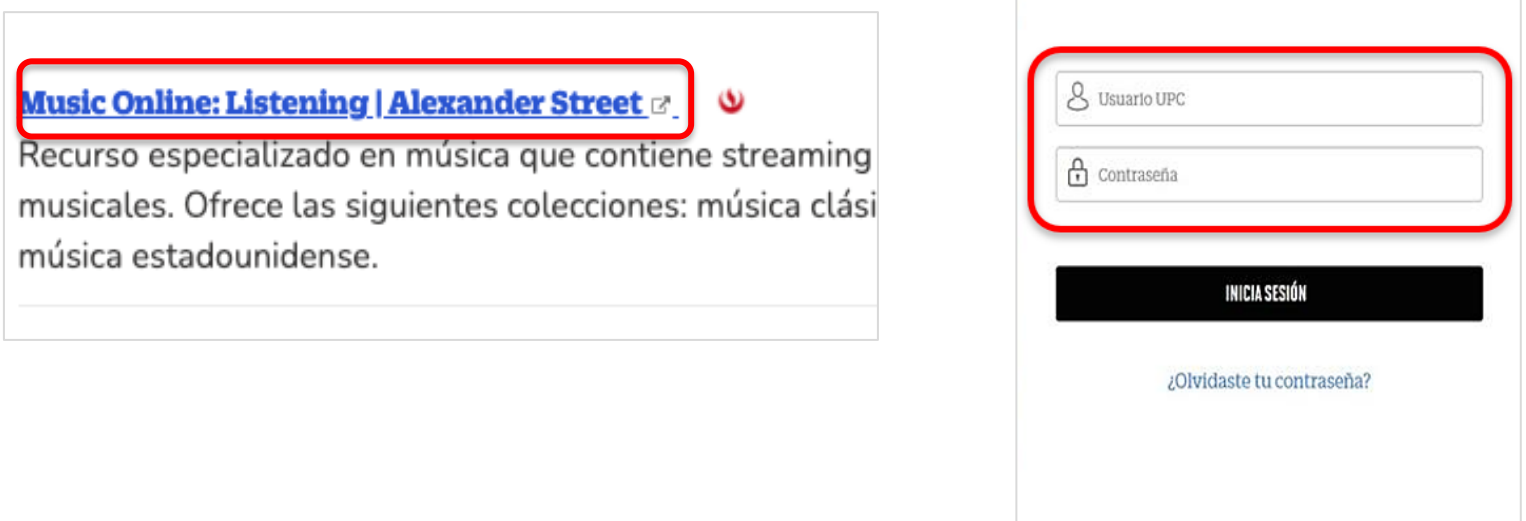 Music Online: Listening | Alexander Street
Recurso especializado en música que contiene streaming
musicales. Ofrece las siguientes colecciones: música clási
música estadounidense.
Usuario UPC
Contraseña
INICIA SESIÓN
¿Olvidaste tu contraseña?